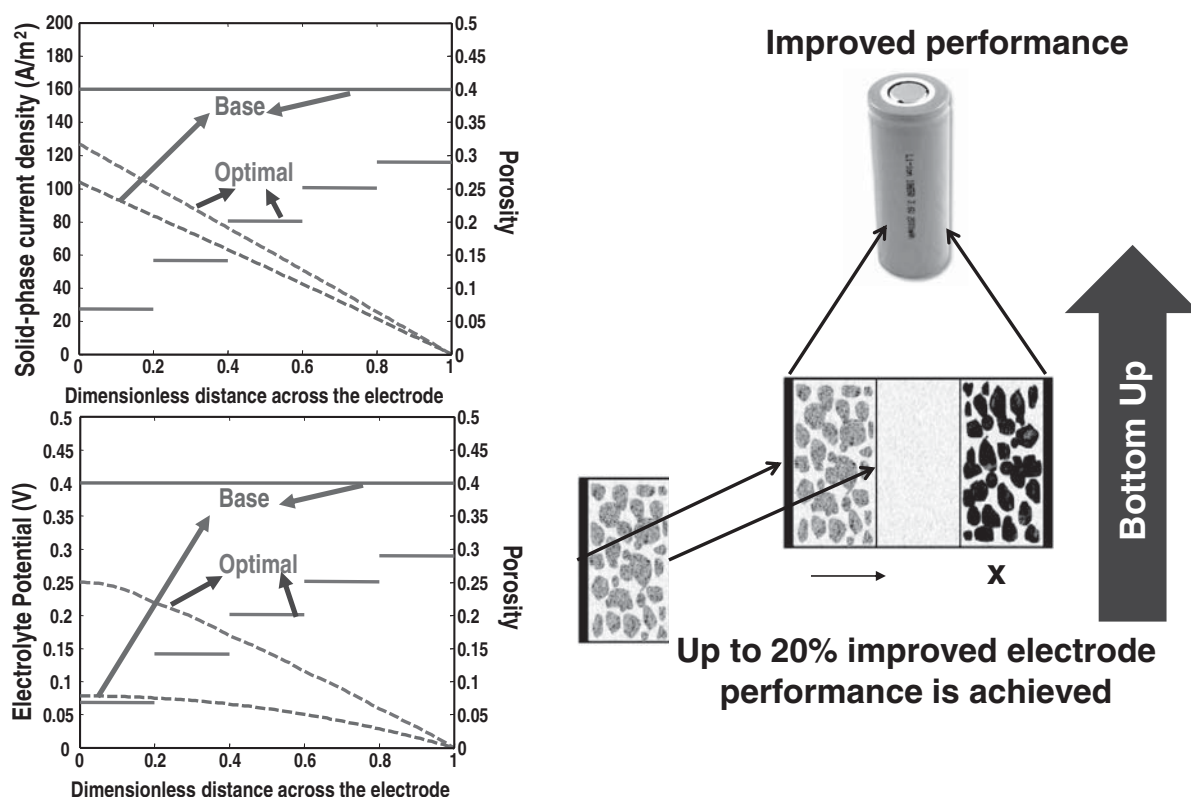 200
180
160
140
120
100
80
60
40
20
0
Solid-phase current density (A/m²)
0.5
0.45
0.4
0.35
0.3
0.25
0.2
0.15
0.1
0.05
0
Porosity
Base
Optimal
0 0.2 0.4 0.6 0.8 1
Dimensionless distance across the electrode
0.5
0.45
0.4
0.35
0.3
0.25
0.2
0.15
0.1
0.05
0
Electrolyte Potential (V)
0.5
0.45
0.4
0.35
0.3
0.25
0.2
0.15
0.1
0.05
0
Porosity
Base
Optimal
0 0.2 0.4 0.6 0.8 1
Dimensionless distance across the electrode
Improved performance
Li-ion
Bottom Up
x
Up to 20% improved electrode
performance is achieved